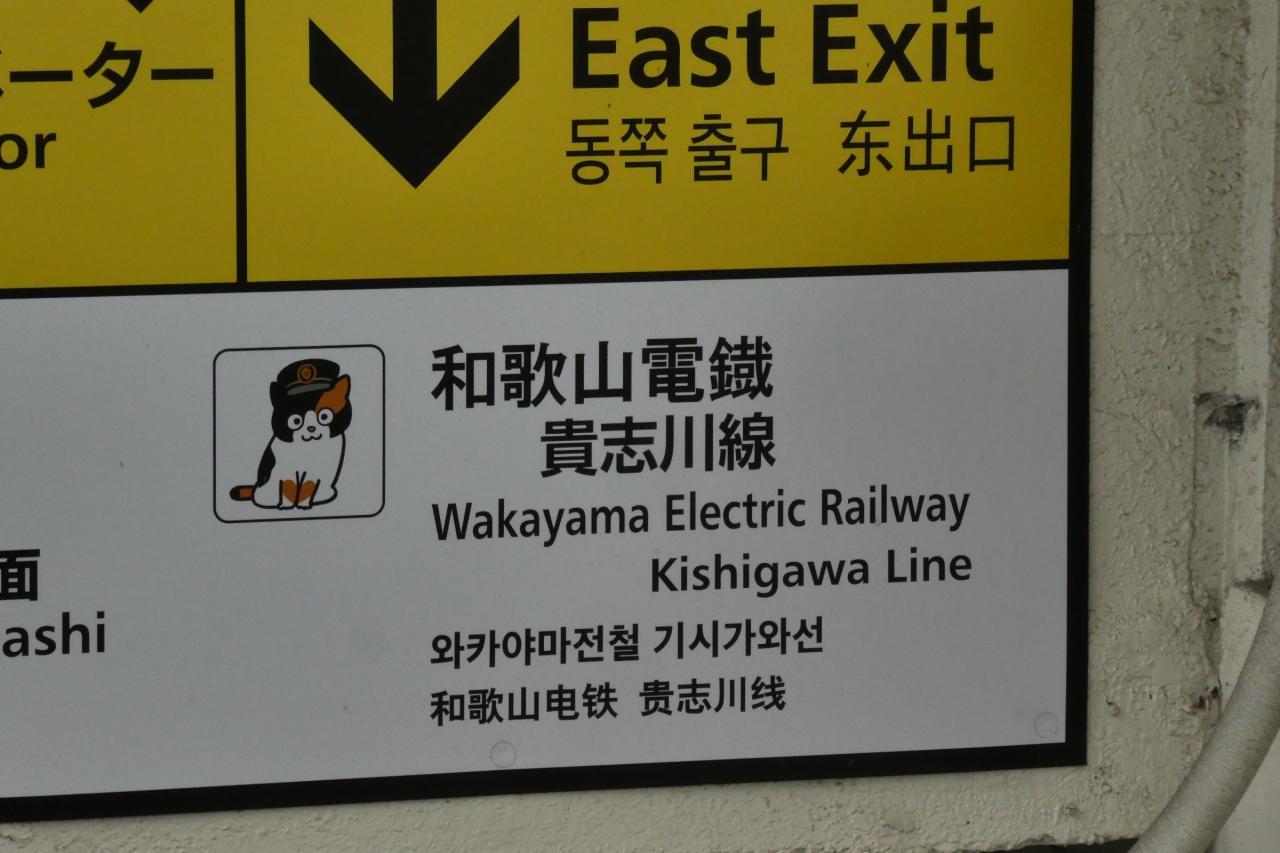 ーター
or
East Exit
동쪽 출구 东出口
和歌山電鐵
貴志川線
Wakayama Electric Railway
Kishigawa Line
面
ashi
와카야마전철 기시가와선
和歌山电铁 贵志川线